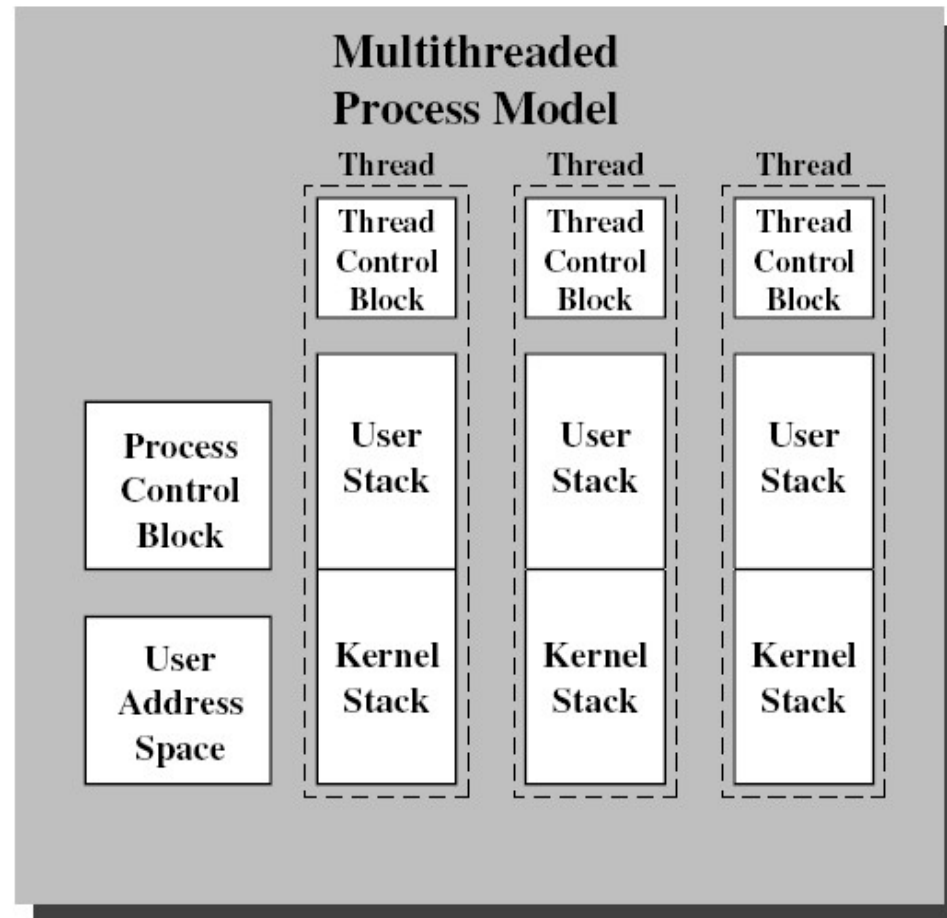 Multithreaded
Process Model
Thread
Thread
Control
Block
User
Stack
Kernel
Stack
Thread
Thread
Control
Block
User
Stack
Kernel
Stack
Thread
Thread
Control
Block
User
Stack
Kernel
Stack
Process
Control
Block
User
Address
Space